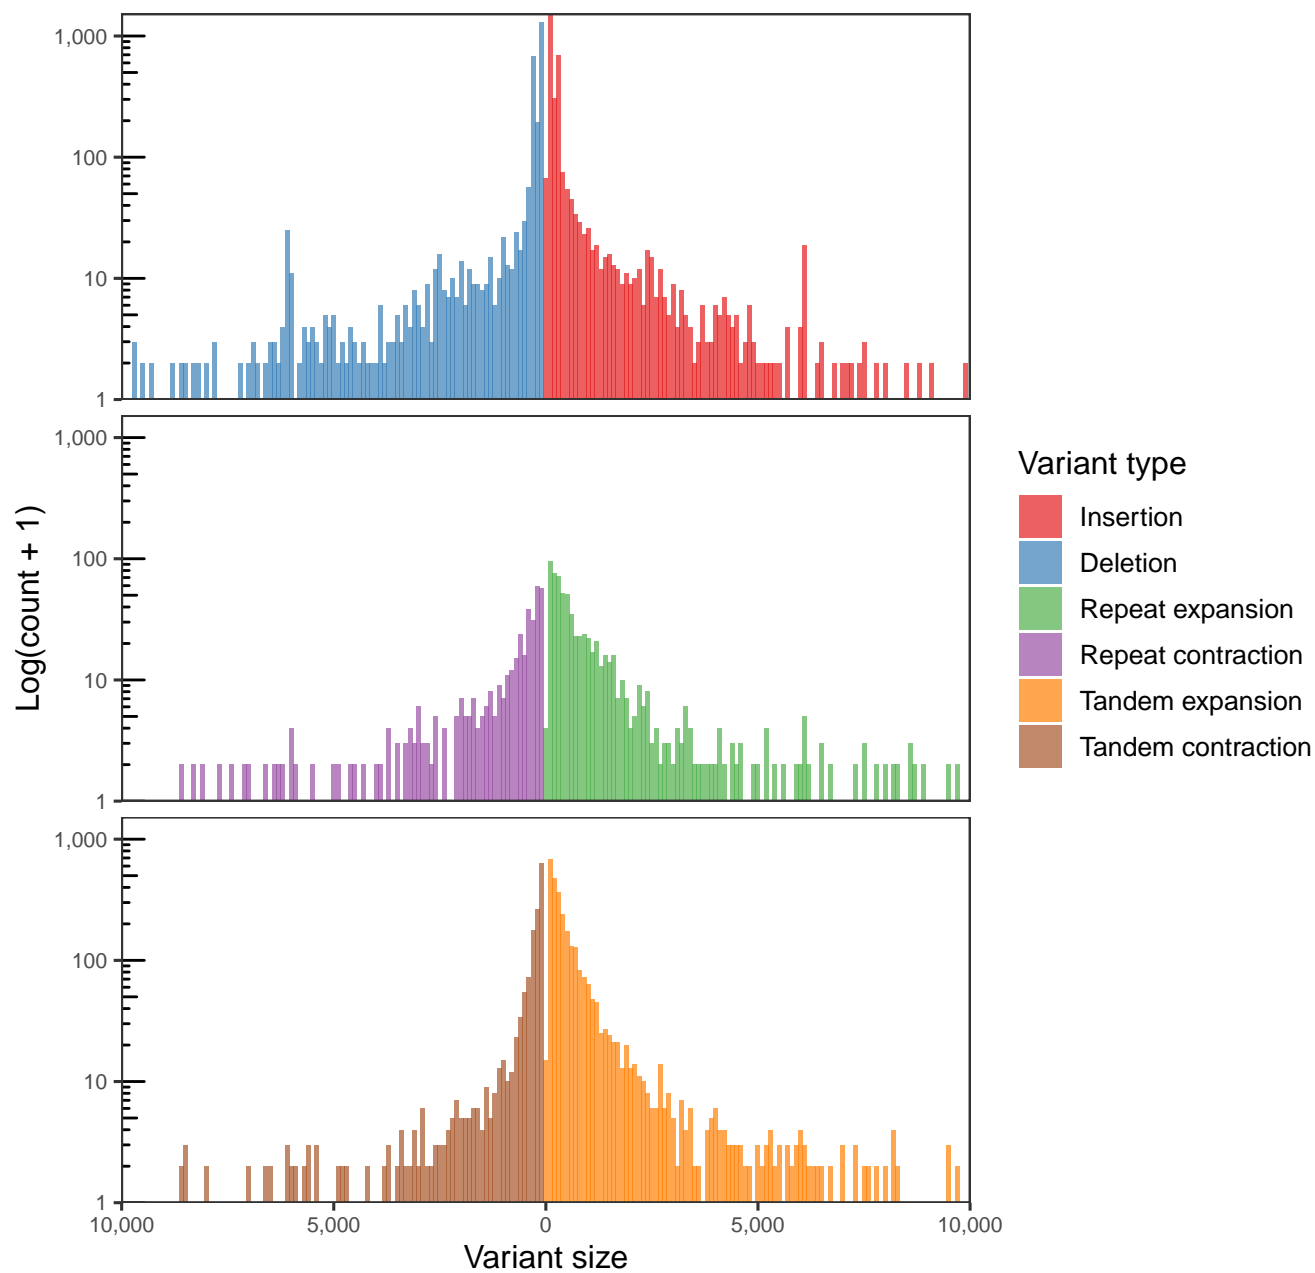 1,000
100
10
1
1,000
100
10
1
1,000
100
10
1
10,000
5,000
0
5,000
10,000
Variant size
Log(count + 1)
Variant type
Insertion
Deletion
Repeat expansion
Repeat contraction
Tandem expansion
Tandem contraction